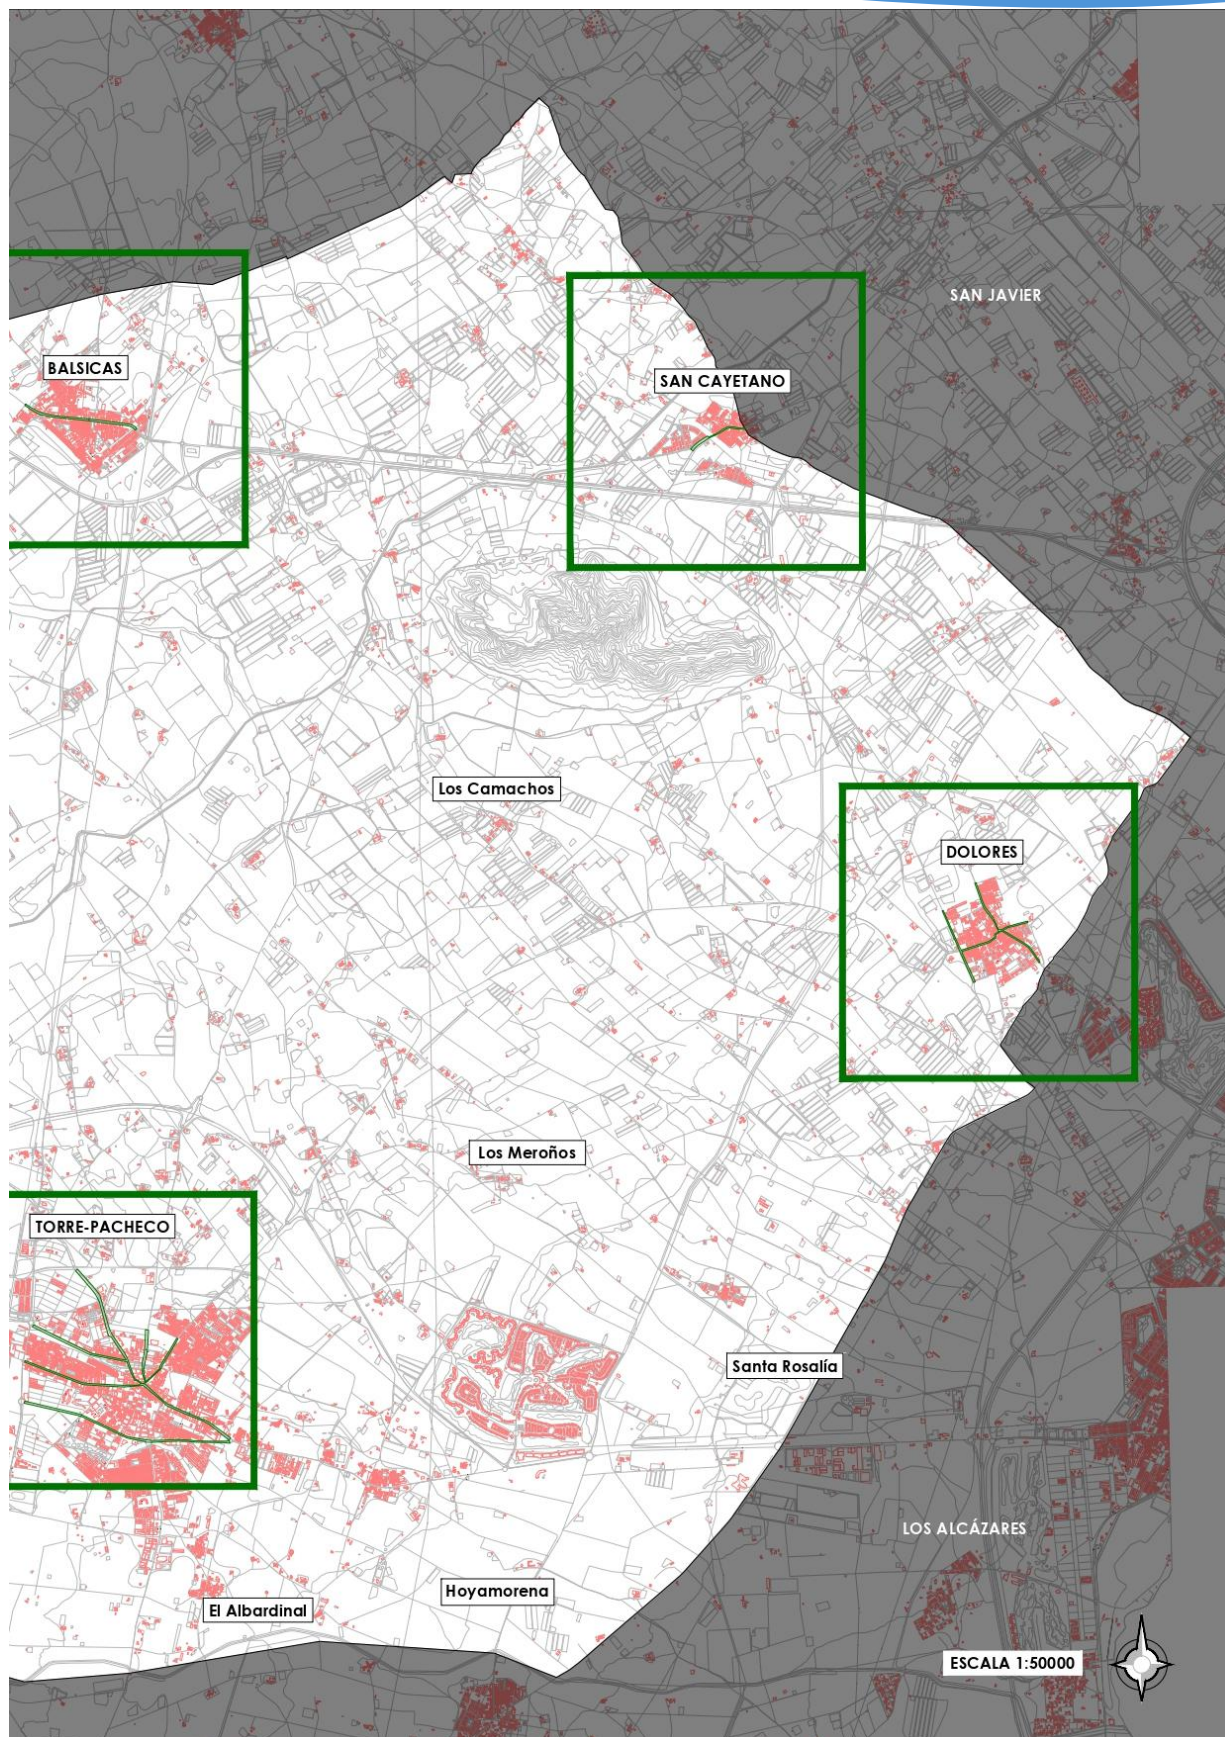 SAN JAVIER
BALSICAS
SAN CAYETANO
Los Camachos
DOLORES
Los Meroños
TORRE-PACHECO
Santa Rosalía
LOS ALCÁZARES
Hoyamorena
El Albardinal
ESCALA 1:50000